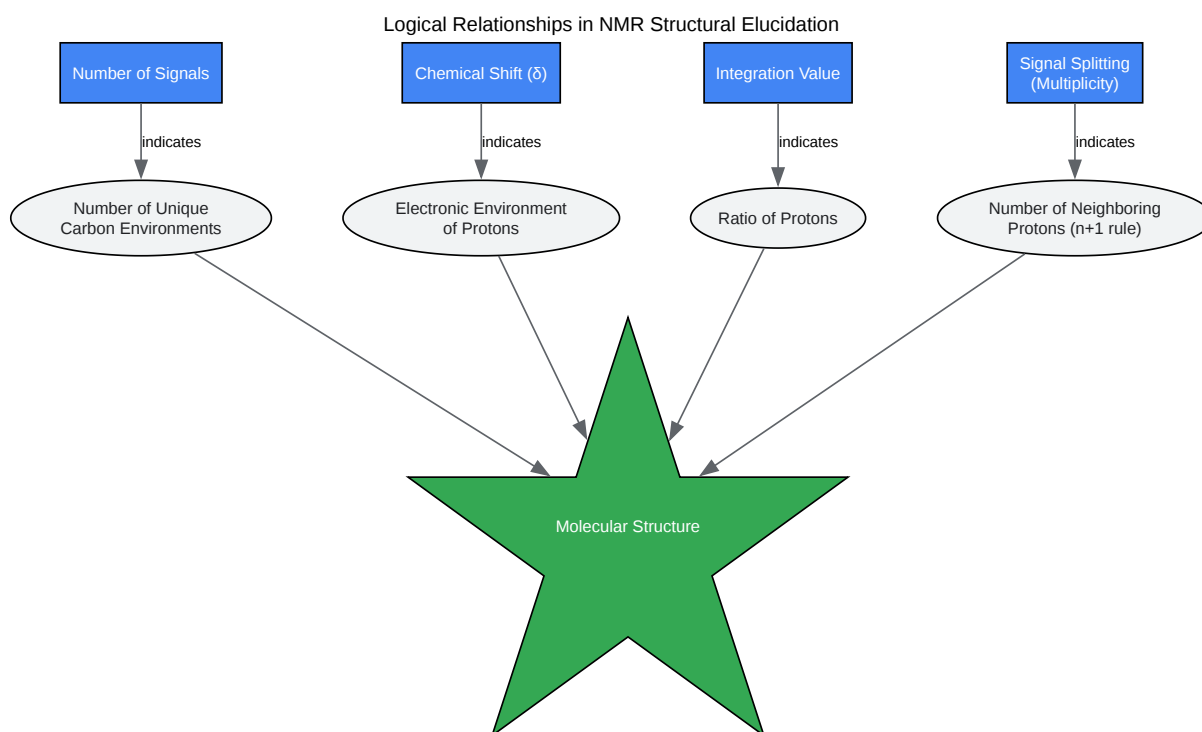 Logical Relationships in NMR Structural Elucidation
Number of Signals
Chemical Shift (δ)
Integration Value
Signal Splitting
(Multiplicity)
indicates
indicates
indicates
indicates
Number of Unique
Carbon Environments
Electronic Environment
of Protons
Ratio of Protons
Number of Neighboring
Protons (n+1 rule)
Molecular Structure